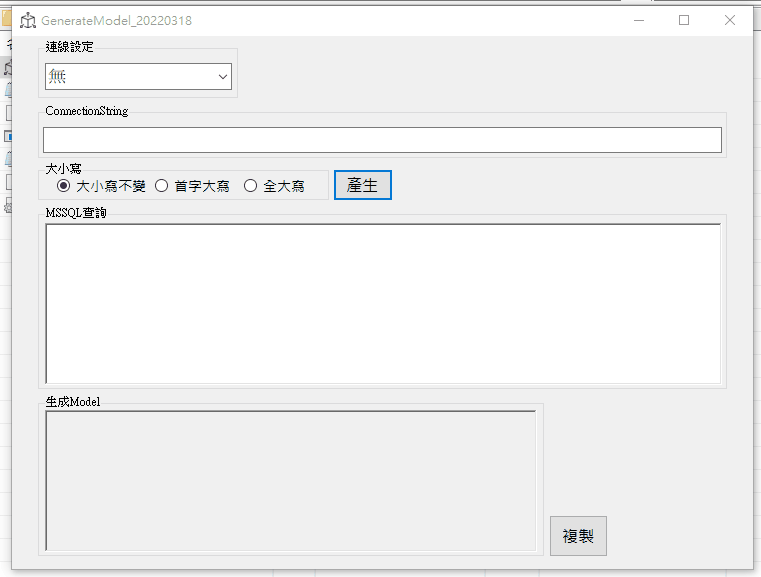 GenerateModel_20220318
連線設定
無
ConnectionString
大小寫
大小寫不變 首字大寫 全大寫 產生
MSSQL查詢
生成Model
複製